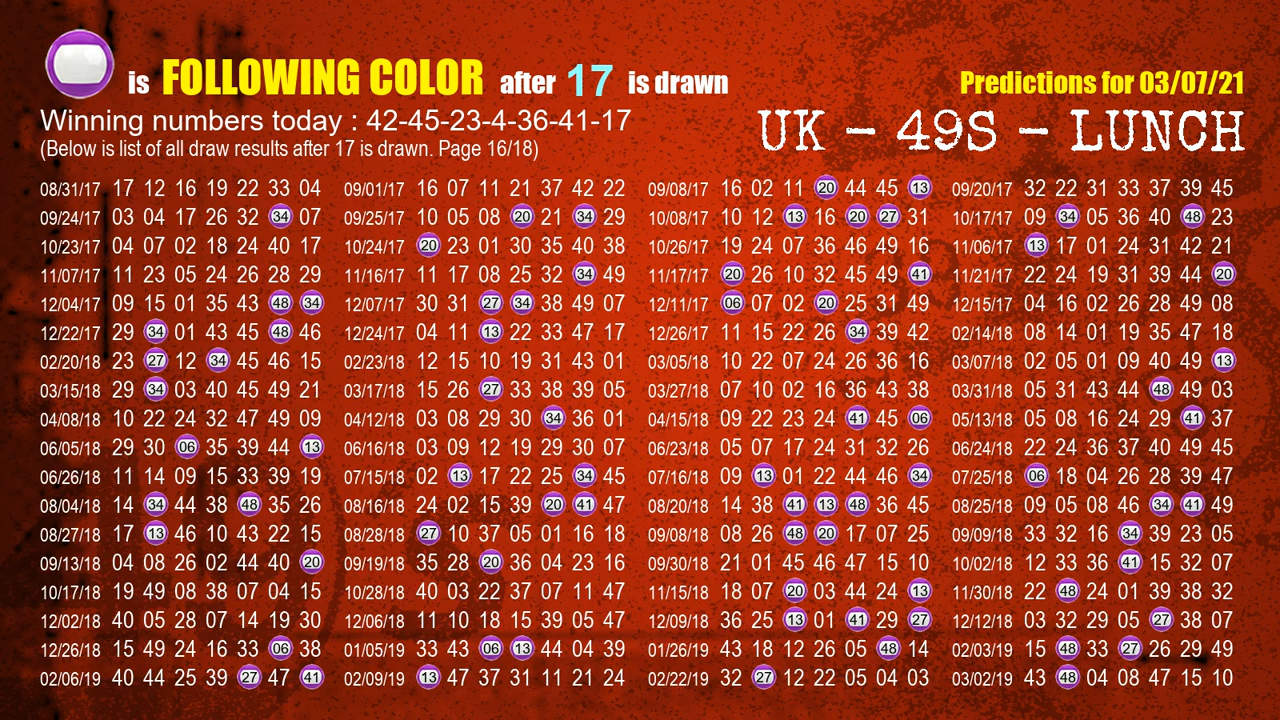 is FOLLOWING COLOR after 17 is drawn
Predictions for 03/07/21
Winning numbers today : 42-45-23-4-36-41-17
UK - 49S - LUNCH
(Below is list of all draw results after 17 is drawn. Page 16/18)
08/31/17 17 12 16 19 22 33 04 09/01/17 16 07 11 21 37 42 22 09/08/17 16 02 11 20 44 45 13 09/20/17 32 22 31 33 37 39 45
09/24/17 03 04 17 26 32 34 07 09/25/17 10 05 08 20 21 34 29 10/08/17 10 12 13 16 20 27 31 10/17/17 09 34 05 36 40 48 23
10/23/17 04 07 02 18 24 40 17 10/24/17 20 23 01 30 35 40 38 10/26/17 19 24 07 36 46 49 16 11/06/17 13 17 01 24 31 42 21
11/07/17 11 23 05 24 26 28 29 11/16/17 11 17 08 25 32 34 49 11/17/17 20 26 10 32 45 49 41 11/21/17 22 24 19 31 39 44 20
12/04/17 09 15 01 35 43 48 34 12/07/17 30 31 27 34 38 49 07 12/11/17 06 07 02 20 25 31 49 12/15/17 04 16 02 26 28 49 08
12/22/17 29 34 01 43 45 48 46 12/24/17 04 11 13 22 33 47 17 12/26/17 11 15 22 26 34 39 42 02/14/18 08 14 01 19 35 47 18
02/20/18 23 27 12 34 45 46 15 02/23/18 12 15 10 19 31 43 01 03/05/18 10 22 07 24 26 36 16 03/07/18 02 05 01 09 40 49 13
03/15/18 29 34 03 40 45 49 21 03/17/18 15 26 27 33 38 39 05 03/27/18 07 10 02 16 36 43 38 03/31/18 05 31 43 44 48 49 03
04/08/18 10 22 24 32 47 49 09 04/12/18 03 08 29 30 34 36 01 04/15/18 09 22 23 24 41 45 06 05/13/18 05 08 16 24 29 41 37
06/05/18 29 30 06 35 39 44 13 06/16/18 03 09 12 19 29 30 07 06/23/18 05 07 17 24 31 32 26 06/24/18 22 24 36 37 40 49 45
06/26/18 11 14 09 15 33 39 19 07/15/18 02 13 17 22 25 34 45 07/16/18 09 13 01 22 44 46 34 07/25/18 06 18 04 26 28 39 47
08/04/18 14 34 44 38 48 35 26 08/16/18 24 02 15 39 20 41 47 08/20/18 14 38 41 13 48 36 45 08/25/18 09 05 08 46 34 41 49
08/27/18 17 13 46 10 43 22 15 08/28/18 27 10 37 05 01 16 18 09/08/18 08 26 48 20 17 07 25 09/09/18 33 32 16 34 39 23 05
09/13/18 04 08 26 02 44 40 20 09/19/18 35 28 20 36 04 23 16 09/30/18 21 01 45 46 47 15 10 10/02/18 12 33 36 41 15 32 07
10/17/18 19 49 08 38 07 04 15 10/28/18 40 03 22 37 07 11 47 11/15/18 18 07 20 03 44 24 13 11/30/18 22 48 24 01 39 38 32
12/02/18 40 05 28 07 14 19 30 12/06/18 11 10 18 15 39 05 47 12/09/18 36 25 13 01 41 29 27 12/12/18 03 32 29 05 27 38 07
12/26/18 15 49 24 16 33 06 38 01/05/19 33 43 06 13 44 04 39 01/26/19 43 18 12 26 05 48 14 02/03/19 15 48 33 27 26 29 49
02/06/19 40 44 25 39 27 47 41 02/09/19 13 47 37 31 11 21 24 02/22/19 32 27 12 22 05 04 03 03/02/19 43 48 04 08 47 15 10